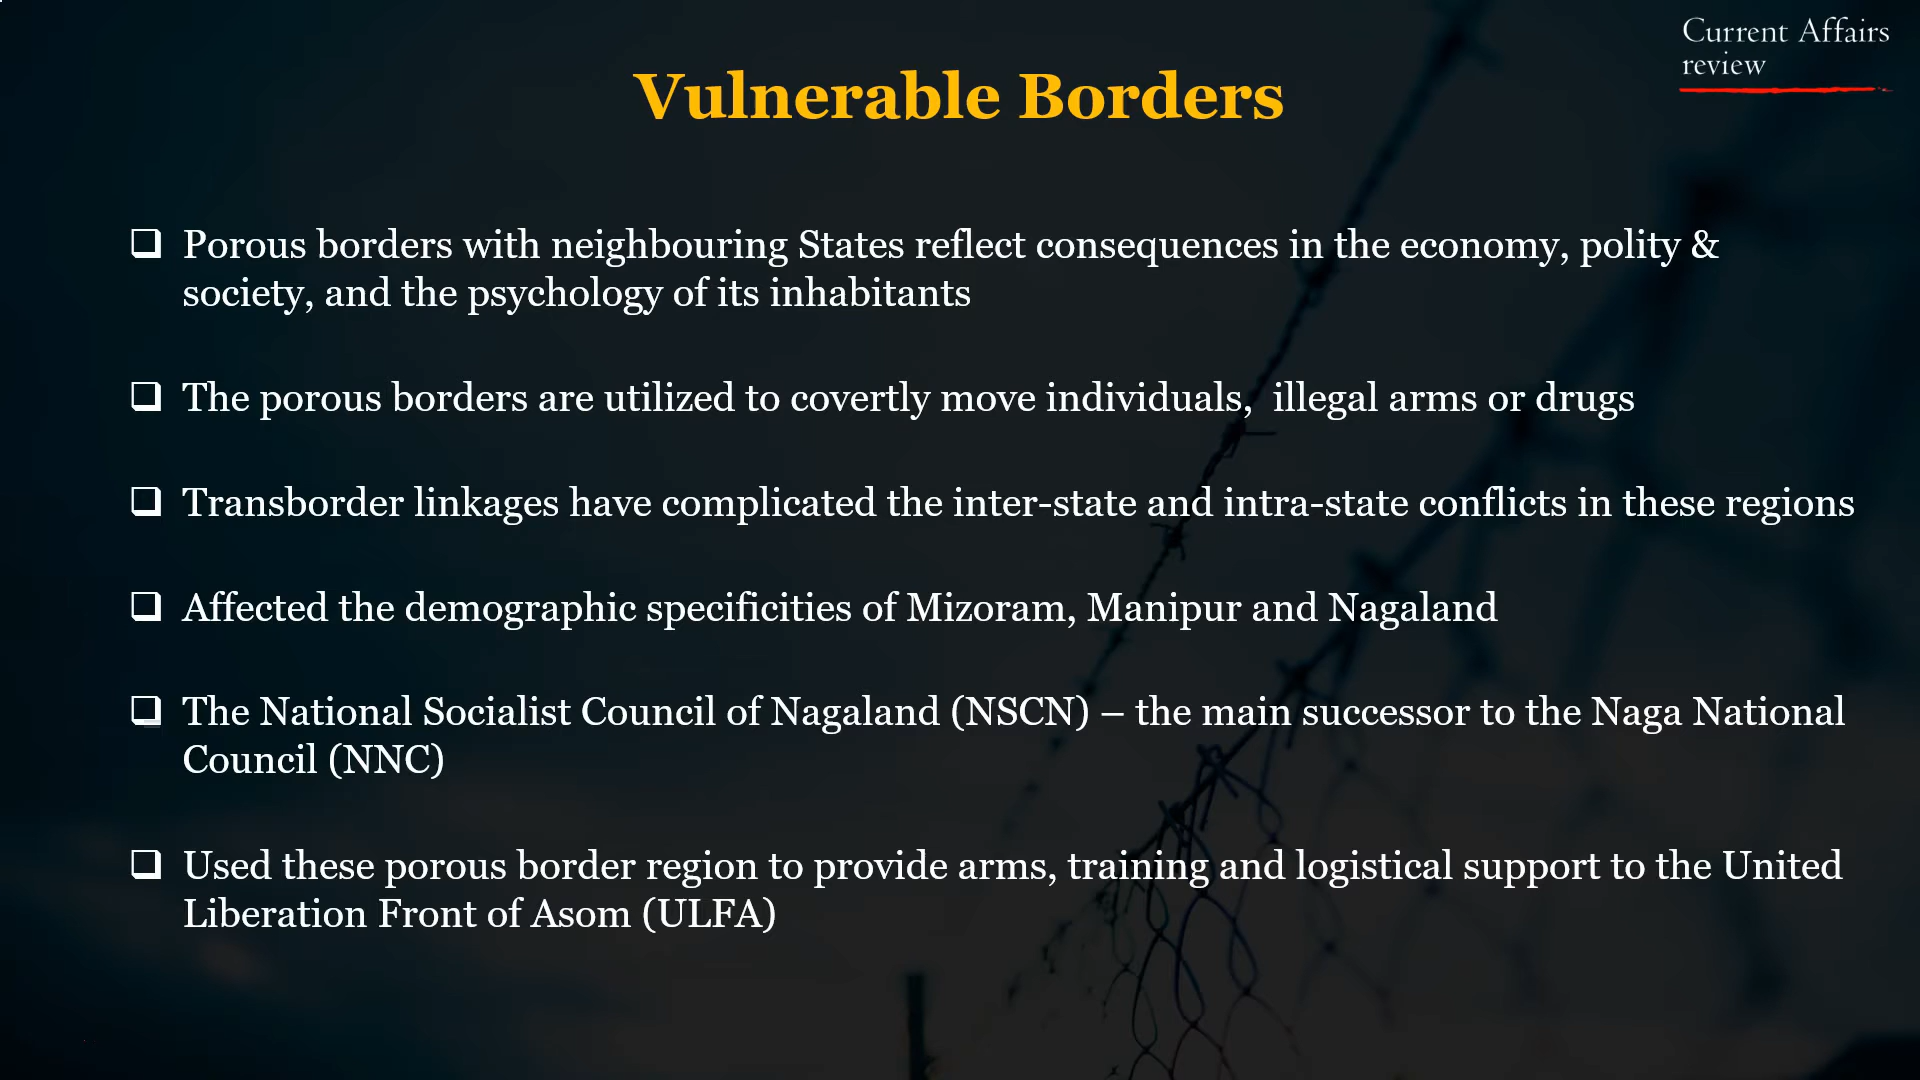 Current Affairs
review
Vulnerable Borders
❑ Porous borders with neighbouring States reflect consequences in the economy, polity &
society, and the psychology of its inhabitants
❑ The porous borders are utilized to covertly move individuals,  illegal arms or drugs
❑ Transborder linkages have complicated the inter-state and intra-state conflicts in these regions
❑ Affected the demographic specificities of Mizoram, Manipur and Nagaland
❑ The National Socialist Council of Nagaland (NSCN) – the main successor to the Naga National
Council (NNC)
❑ Used these porous border region to provide arms, training and logistical support to the United
Liberation Front of Asom (ULFA)